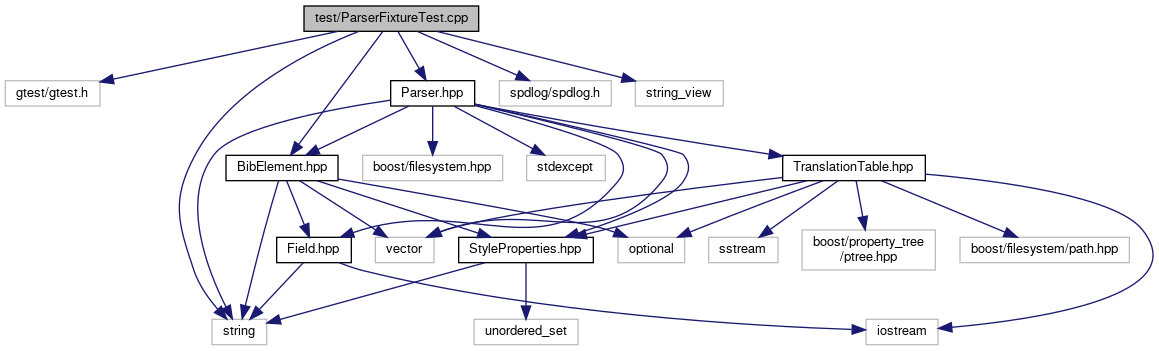 test/ParserFixtureTest.cpp
gtest/gtest.h
Parser.hpp
spdlog/spdlog.h
string_view
BibElement.hpp
boost/filesystem.hpp
stdexcept
TranslationTable.hpp
Field.hpp
vector
StyleProperties.hpp
optional
sstream
boost/property_tree
/ptree.hpp
boost/filesystem/path.hpp
string
unordered_set
iostream